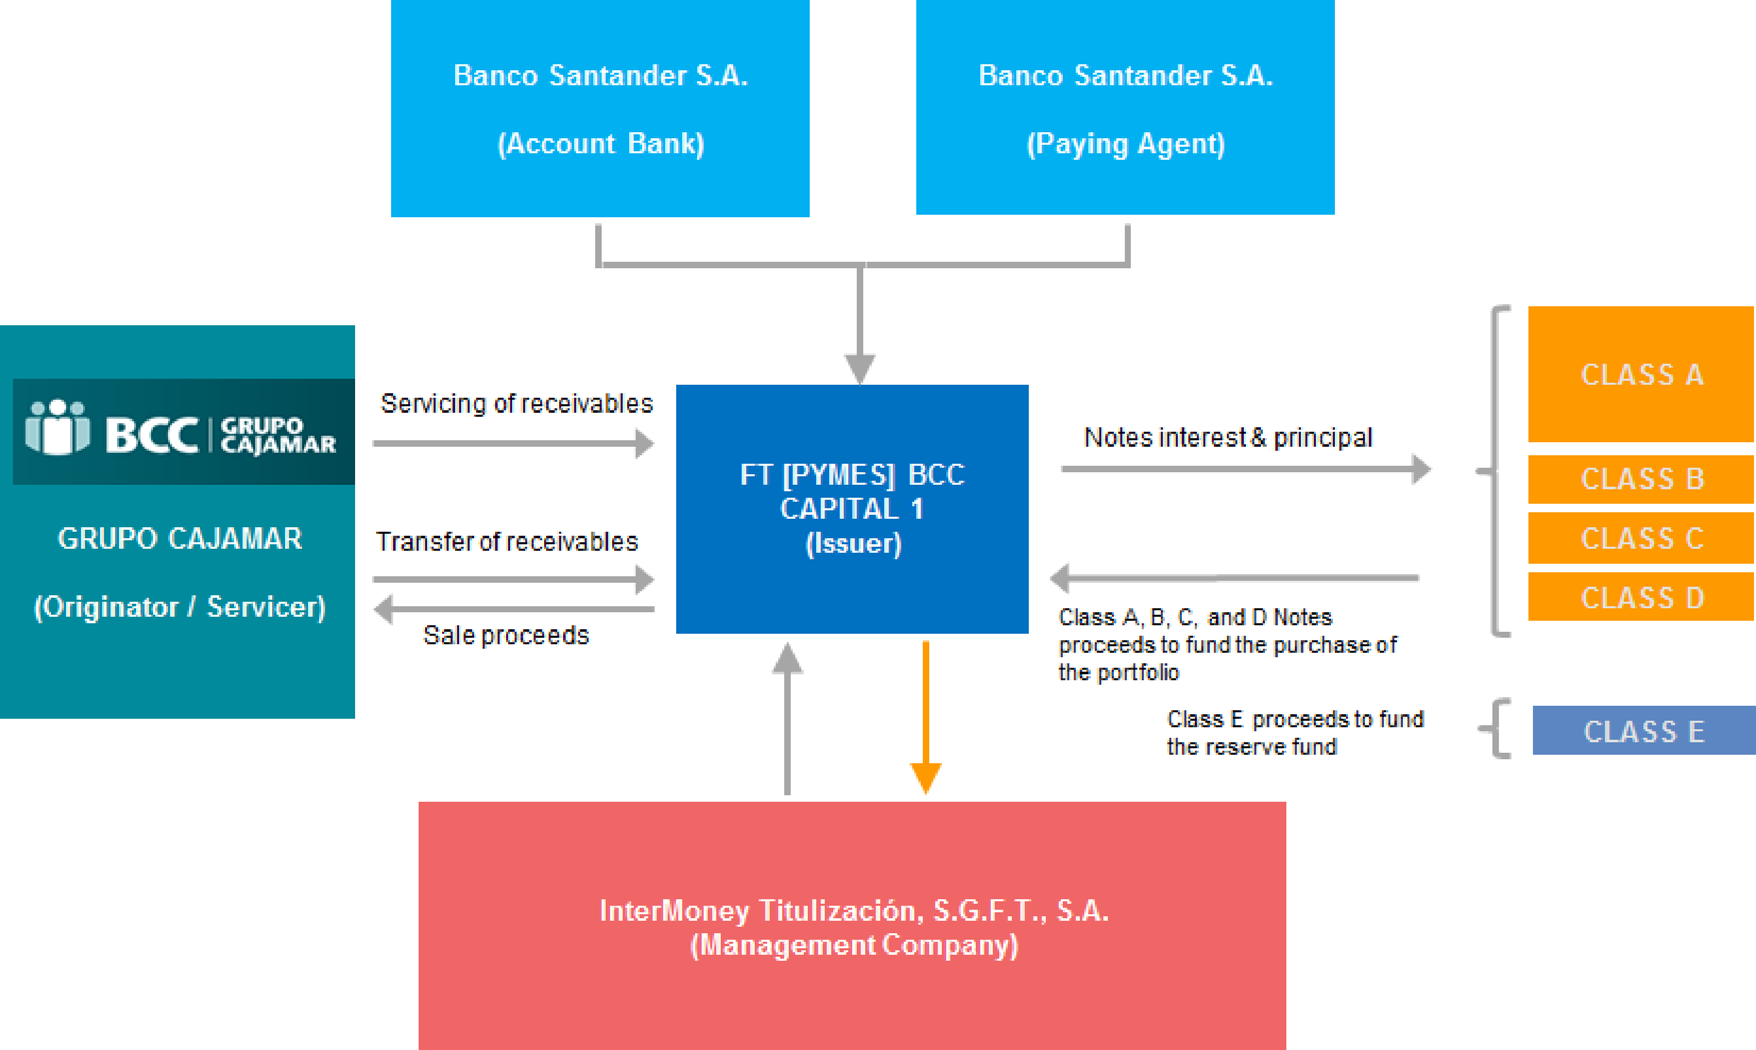 Banco Santander S.A.
(Account Bank)
Banco Santander S.A.
(Paying Agent)
BCC
GRUPO
CAJAMAR
GRUPO CAJAMAR
(Originator / Servicer)
Servicing of receivables
Transfer of receivables
Sale proceeds
FT [PYMES] BCC
CAPITAL 1
(Issuer)
Notes interest & principal
Class A, B, C, and D Notes
proceeds to fund the purchase of
the portfolio
Class E proceeds to fund
the reserve fund
CLASS A
CLASS B
CLASS C
CLASS D
CLASS E
InterMoney Titulización, S.G.F.T., S.A.
(Management Company)